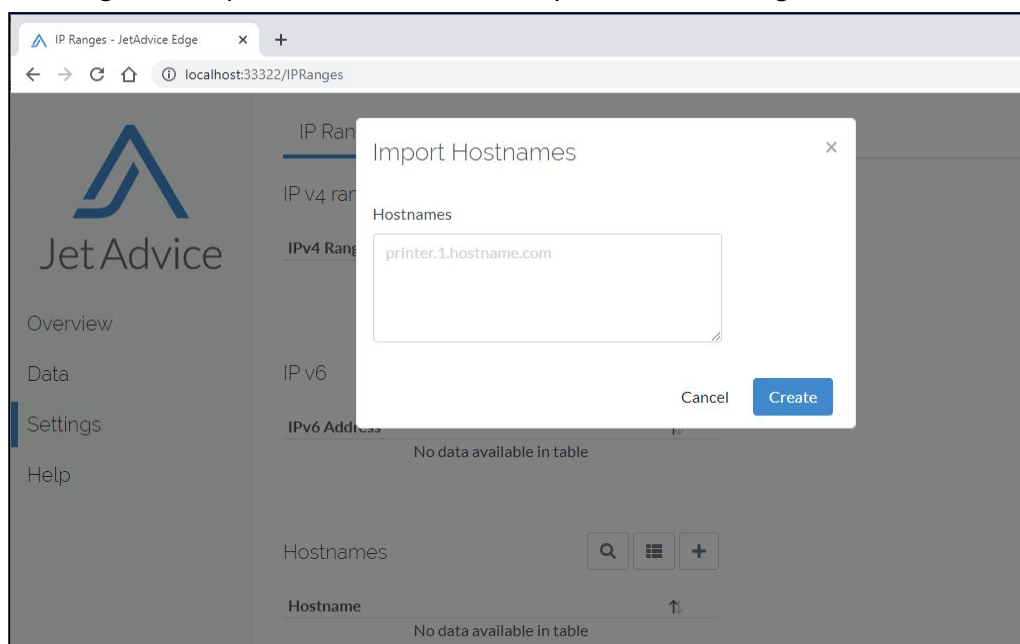 IP Ranges - JetAdvice Edge
localhost:33322/IPRanges
JetAdvice
Overview
Data
Settings
Help
IP Ran
IP v4 ran
IPv4 Rang
Import Hostnames
Hostnames
printer.1.hostname.com
Cancel
Create
IP v6
IPv6 Address
No data available in table
Hostnames
Hostname
No data available in table